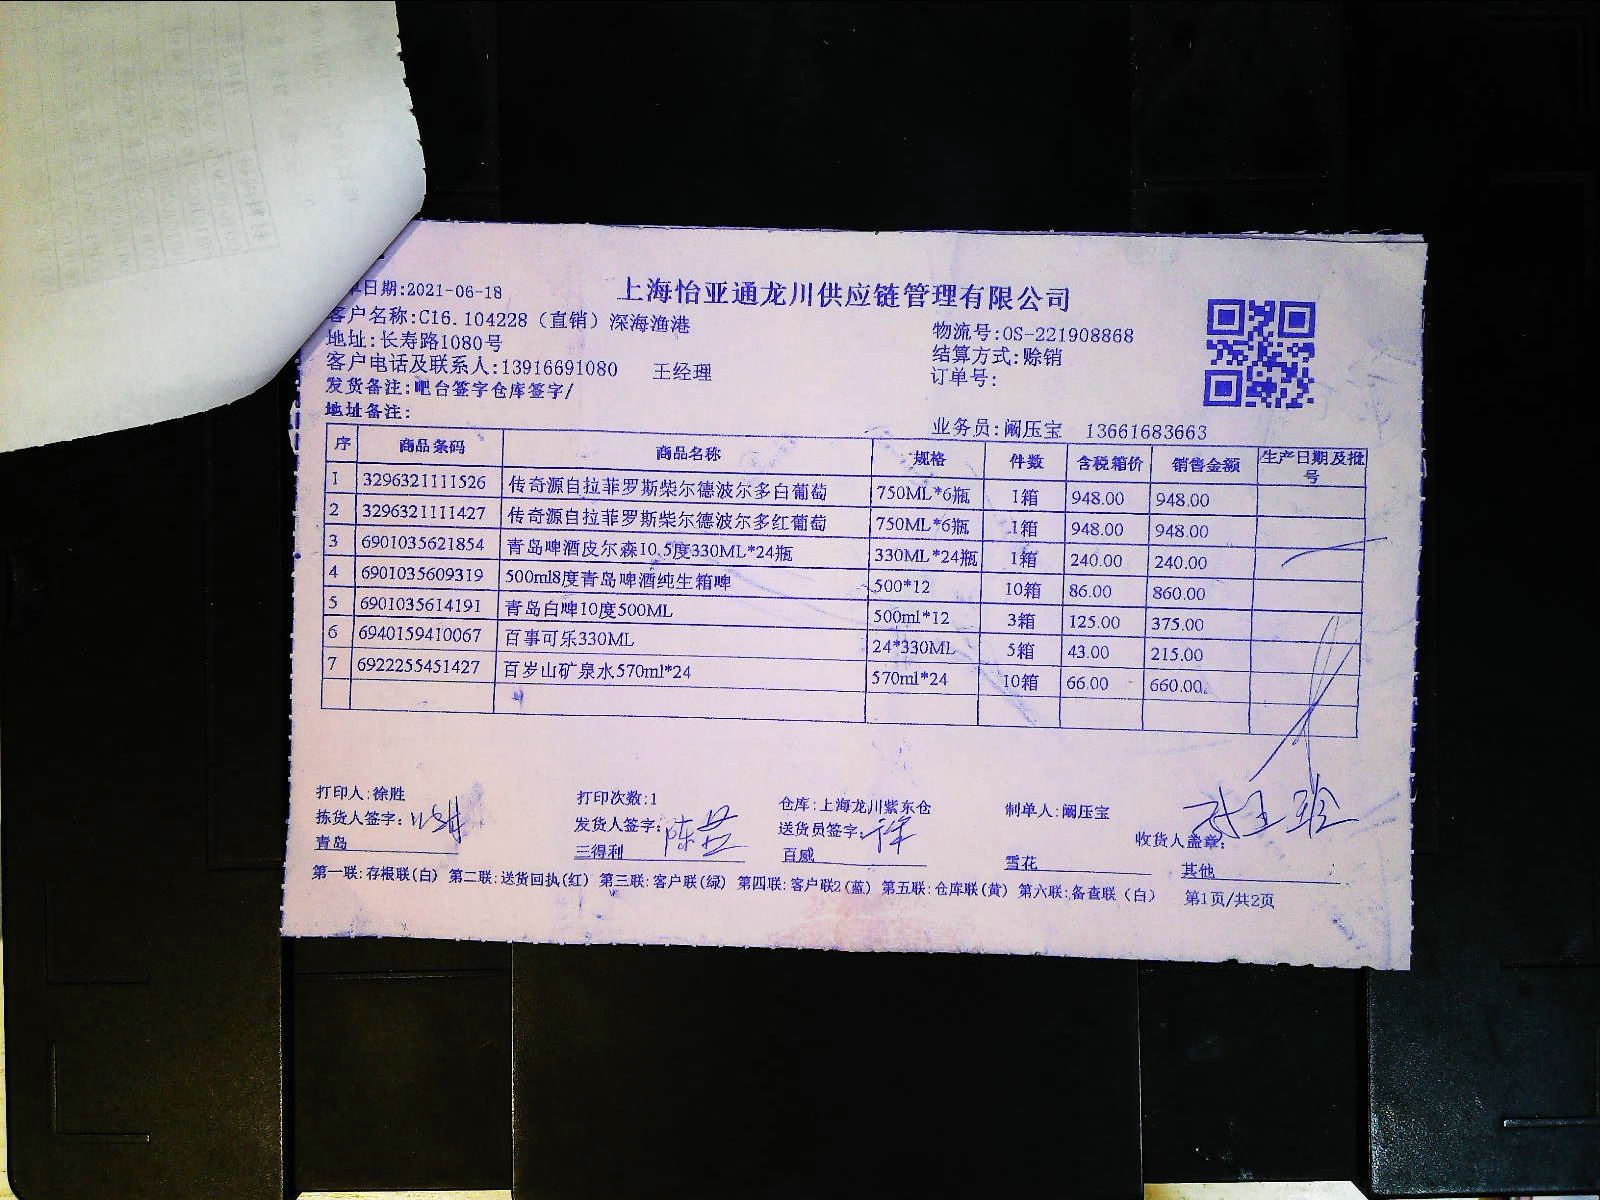 单日期:2021-06-18
上海怡亚通龙川供应链管理有限公司
客户名称:C16.104228（直销）深海渔港
物流号:OS-221908868
地址:长寿路1080号
结算方式:赊销
客户电话及联系人:13916691080 王经理
订单号:
发货备注:吧台签字仓库签字/
地址备注:
业务员:阚压宝 13661683663
序 商品条码 商品名称 规格 件数 含税箱价 销售金额 生产日期及批号
1 3296321111526 传奇源自拉菲罗斯柴尔德波尔多白葡萄 750ML*6瓶 1箱 948.00 948.00
2 3296321111427 传奇源自拉菲罗斯柴尔德波尔多红葡萄 750ML*6瓶 1箱 948.00 948.00
3 6901035621854 青岛啤酒皮尔森10.5度330ML*24瓶 330ML*24瓶 1箱 240.00 240.00
4 6901035609319 500ml8度青岛啤酒纯生箱啤 500*12 10箱 86.00 860.00
5 6901035614191 青岛白啤10度500ML 500ml*12 3箱 125.00 375.00
6 6940159410067 百事可乐330ML 24*330ML 5箱 43.00 215.00
7 6922255451427 百岁山矿泉水570ml*24 570ml*24 10箱 66.00 660.00
打印人:徐胜 打印次数:1 仓库:上海龙川紫东仓 制单人:阚压宝
拣货人签字: 发货人签字: 送货员签字: 收货人盖章:
青岛 三得利 百威 雪花 其他
第一联:存根联(白) 第二联:送货回执(红) 第三联:客户联(绿) 第四联:客户联2(蓝) 第五联:仓库联(黄) 第六联:备查联（白） 第1页/共2页